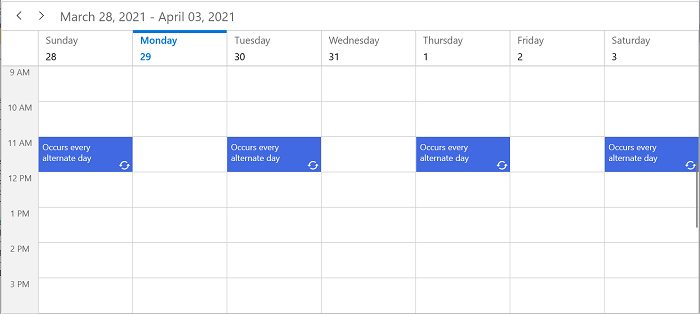 March 28, 2021 - April 03, 2021
Sunday Monday Tuesday Wednesday Thursday Friday Saturday
28 29 30 31 1 2 3
9 AM
10 AM
11 AM
Occurs every Occurs every Occurs every Occurs every
alternate day alternate day alternate day alternate day
12 PM
1 PM
2 PM
3 PM